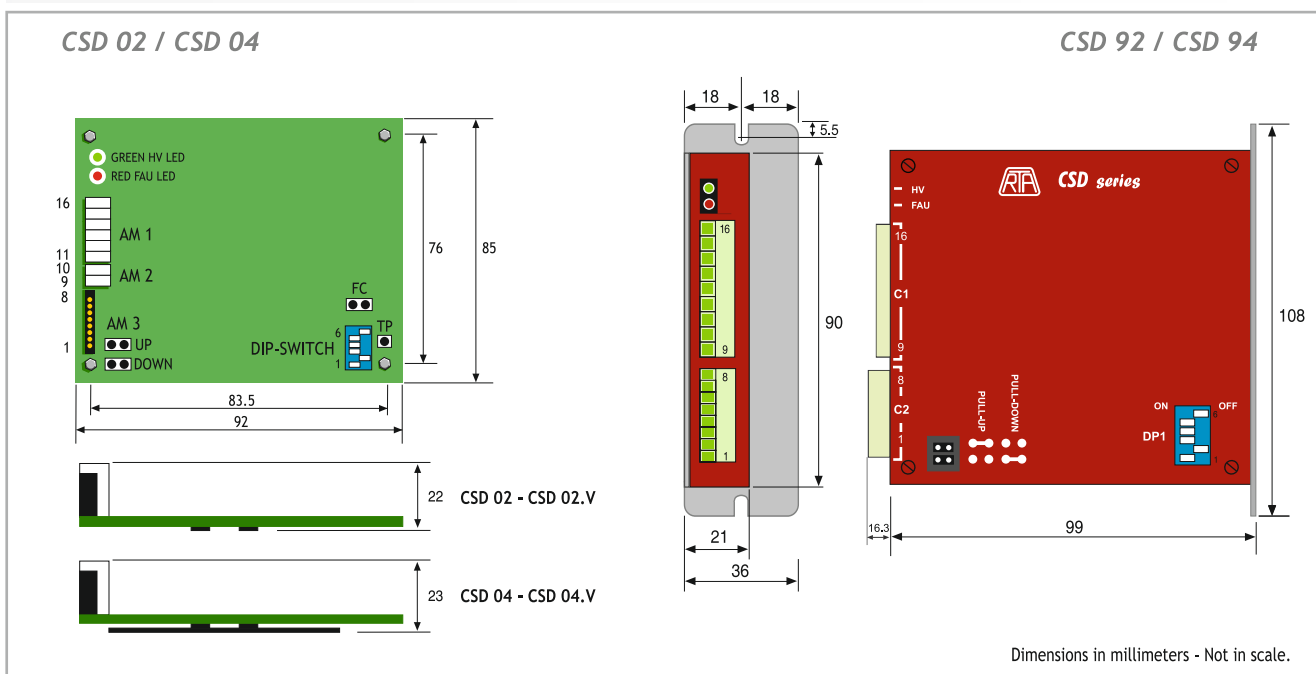 CSD 02 / CSD 04
CSD 92 / CSD 94
GREEN HV LED
RED FAU LED
16
AM 1
11
10
AM 2
9
8
AM 3
1
UP
DOWN
FC
TP
DIP-SWITCH
6
1
76
85
83.5
92
22
CSD 02 - CSD 02.V
23
CSD 04 - CSD 04.V
18
18
5.5
16
9
8
1
90
21
36
RTA
CSD series
HV
FAU
16
C1
9
8
C2
1
PULL-UP
PULL-DOWN
ON
OFF
DP1
6
1
108
16.3
99
Dimensions in millimeters - Not in scale.